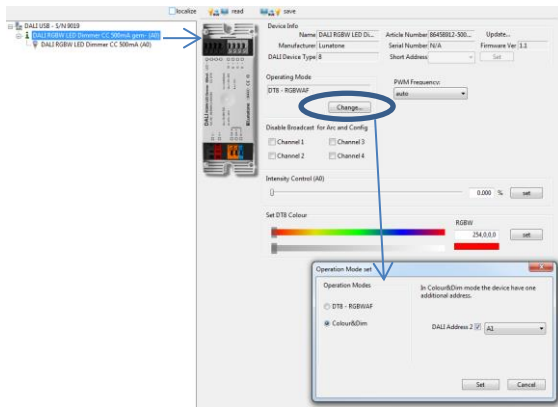 localize read save
DALI USB - S/N 9019
DALI RGBW LED Dimmer CC 500mA gem- (A0)
DALI RGBW LED Dimmer CC 500mA (A0)
Device Info
Name DALI RGBW LED Di... Article Number 86458812-500... Update...
Manufacturer Lunatone Serial Number N/A Firmware Ver 1.1
DALI Device Type 8 Short Address Set
Operating Mode
DT8 - RGBWAF
Change...
PWM Frequency:
auto
Disable Broadcast for Arc and Config
Channel 1 Channel 3
Channel 2 Channel 4
Intensity Control (A0)
0.000 % set
Set DT8 Colour
RGBW
254,0,0,0 set
Operation Mode set
Operation Modes
DT8 - RGBWAF
Colour&Dim
In Colour&Dim mode the device have one
additional address.
DALI Address 2 A1
Set Cancel